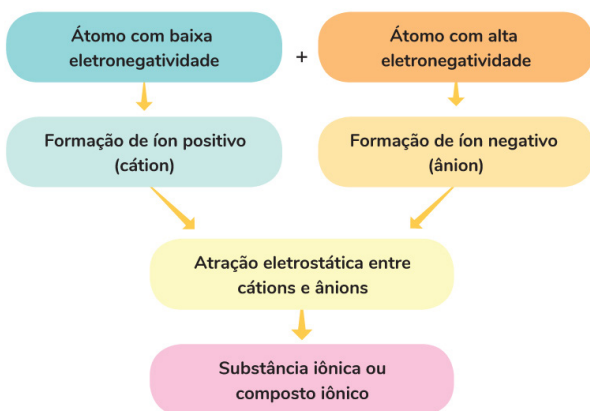 Átomo com baixa
eletronegatividade
+
Átomo com alta
eletronegatividade
Formação de íon positivo
(cátion)
Formação de íon negativo
(ânion)
Atração eletrostática entre
cátions e ânions
Substância iônica ou
composto iônico